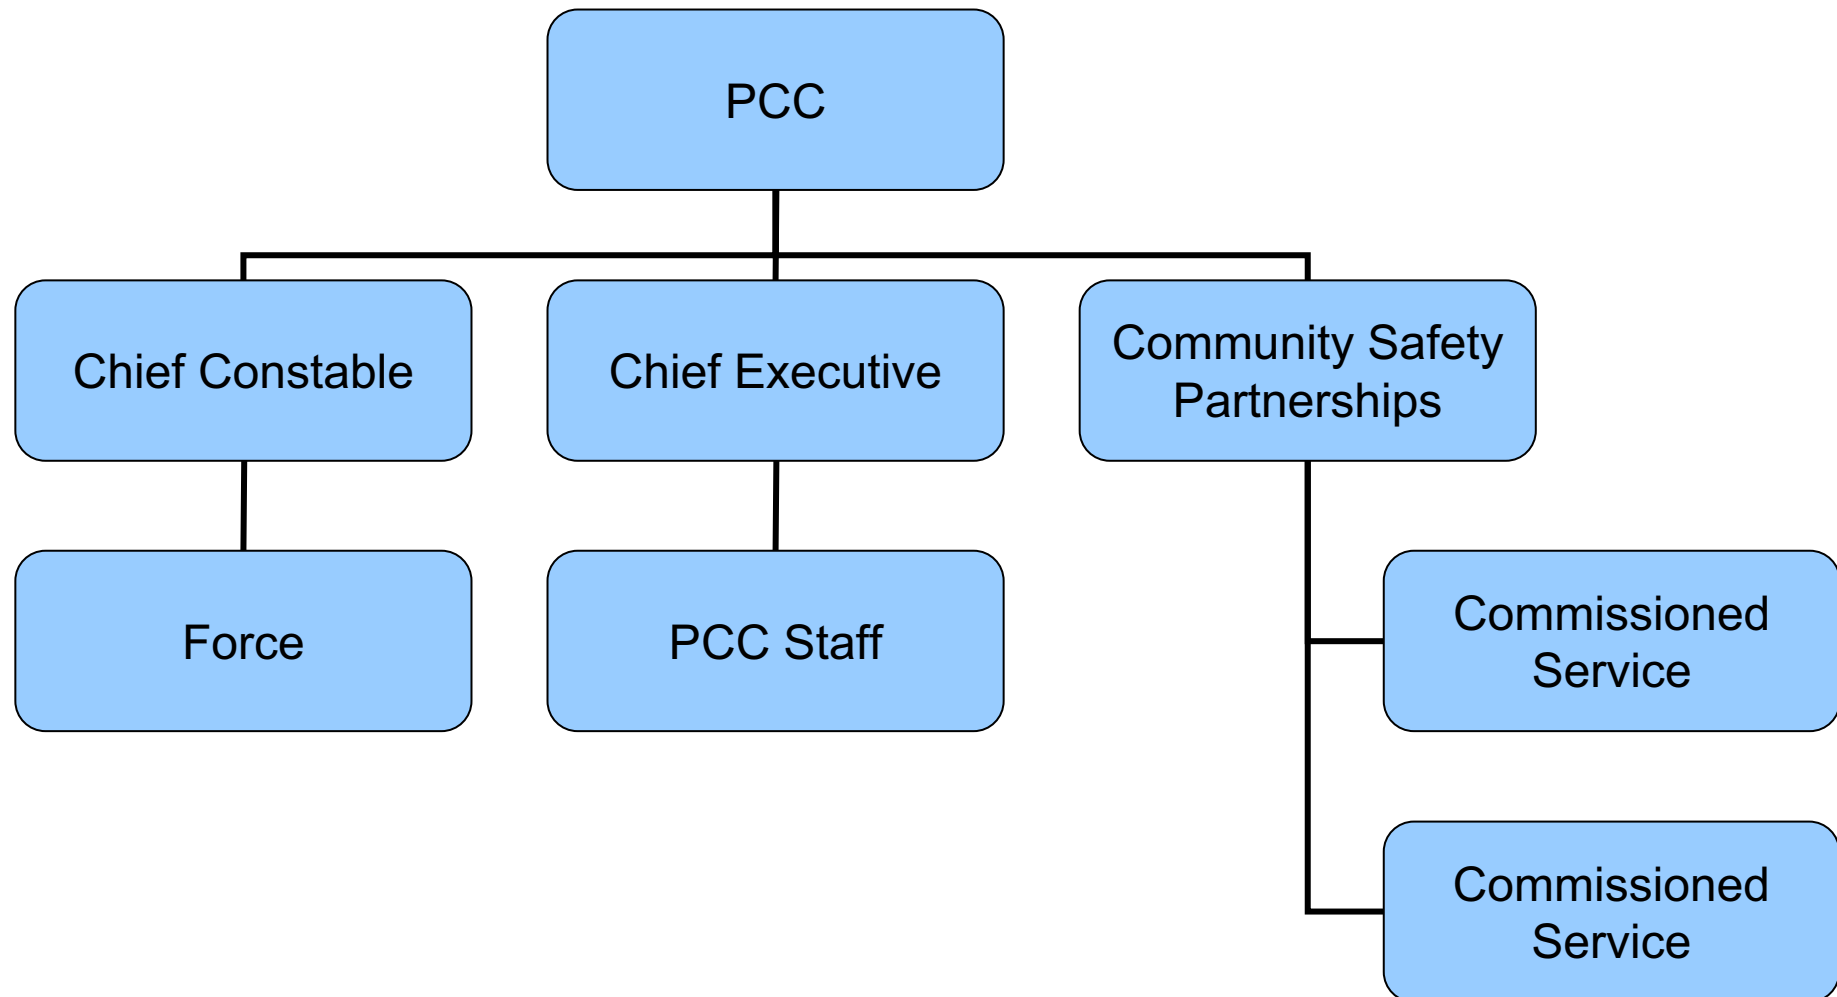 PCC
Chief Constable
Chief Executive
Community Safety
Partnerships
Force
PCC Staff
Commissioned
Service
Commissioned
Service